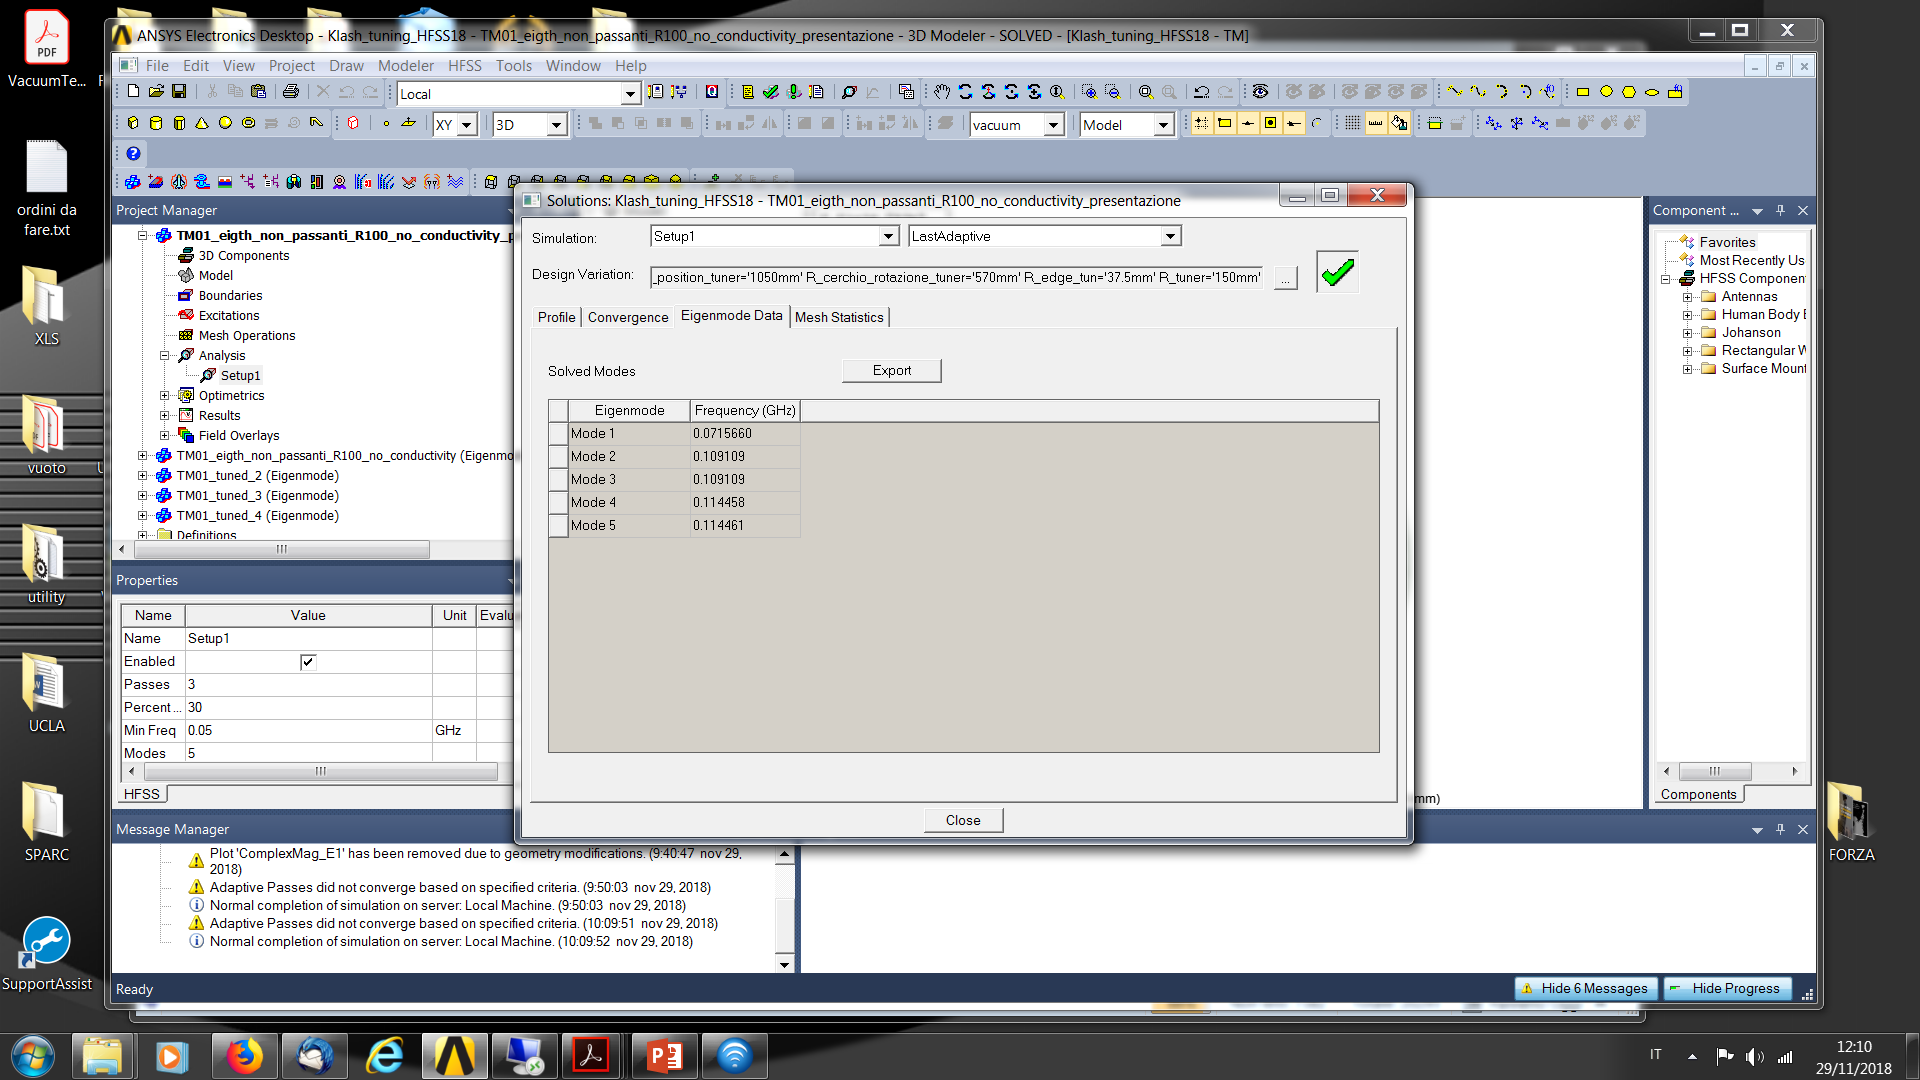 ANSYS Electronics Desktop - Klash_tuning_HFSS18 - TM01_eigth_non_passanti_R100_no_conductivity_presentazione - 3D Modeler - SOLVED - [Klash_tuning_HFSS18 - TM]
File Edit View Project Draw Modeler HFSS Tools Window Help
Local
XY 3D vacuum Model
VacuumTe...
ordini da
fare.txt
XLS
vuoto
utility
UCLA
SPARC
SupportAssist
FORZA
Project Manager
TM01_eigth_non_passanti_R100_no_conductivity_p
3D Components
Model
Boundaries
Excitations
Mesh Operations
Analysis
Setup1
Optimetrics
Results
Field Overlays
TM01_eigth_non_passanti_R100_no_conductivity (Eigenmo
TM01_tuned_2 (Eigenmode)
TM01_tuned_3 (Eigenmode)
TM01_tuned_4 (Eigenmode)
Definitions
Properties
Name Value Unit Evalu
Name Setup1
Enabled
Passes 3
Percent ... 30
Min Freq 0.05 GHz
Modes 5
HFSS
Solutions: Klash_tuning_HFSS18 - TM01_eigth_non_passanti_R100_no_conductivity_presentazione
Simulation: Setup1 LastAdaptive
Design Variation: _position_tuner='1050mm' R_cerchio_rotazione_tuner='570mm' R_edge_tun='37.5mm' R_tuner='150mm' ...
Profile Convergence Eigenmode Data Mesh Statistics
Solved Modes Export
Eigenmode Frequency (GHz)
Mode 1 0.0715660
Mode 2 0.109109
Mode 3 0.109109
Mode 4 0.114458
Mode 5 0.114461
Close
mm)
Component ...
Favorites
Most Recently Us
HFSS Componen
Antennas
Human Body E
Johanson
Rectangular W
Surface Mount
Components
Message Manager
Plot 'ComplexMag_E1' has been removed due to geometry modifications. (9:40:47 nov 29,
2018)
Adaptive Passes did not converge based on specified criteria. (9:50:03 nov 29, 2018)
Normal completion of simulation on server: Local Machine. (9:50:03 nov 29, 2018)
Adaptive Passes did not converge based on specified criteria. (10:09:51 nov 29, 2018)
Normal completion of simulation on server: Local Machine. (10:09:52 nov 29, 2018)
Ready
Hide 6 Messages Hide Progress
IT
12:10
29/11/2018